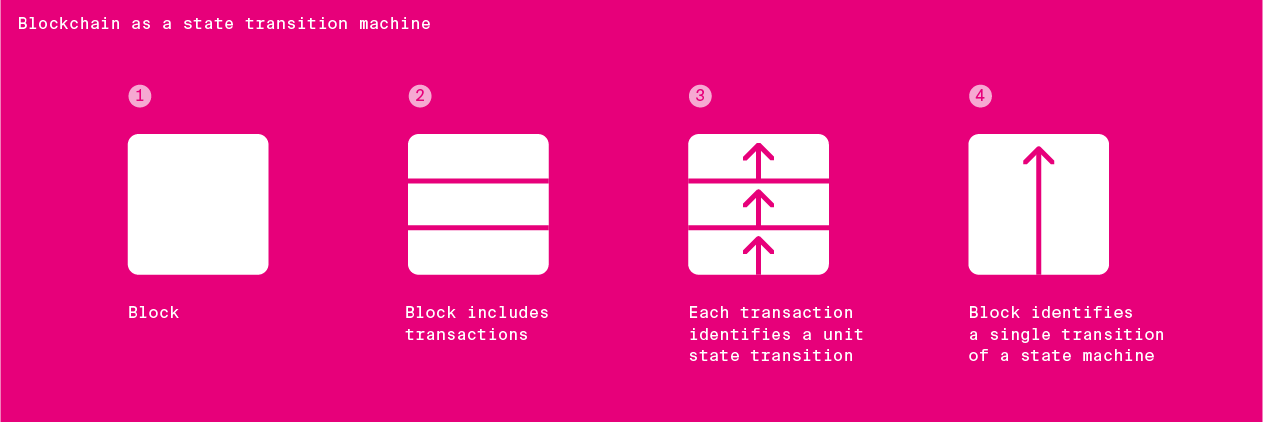 Blockchain as a state transition machine
1
2
3
4
Block
Block includes
transactions
Each transaction
identifies a unit
state transition
Block identifies
a single transition
of a state machine